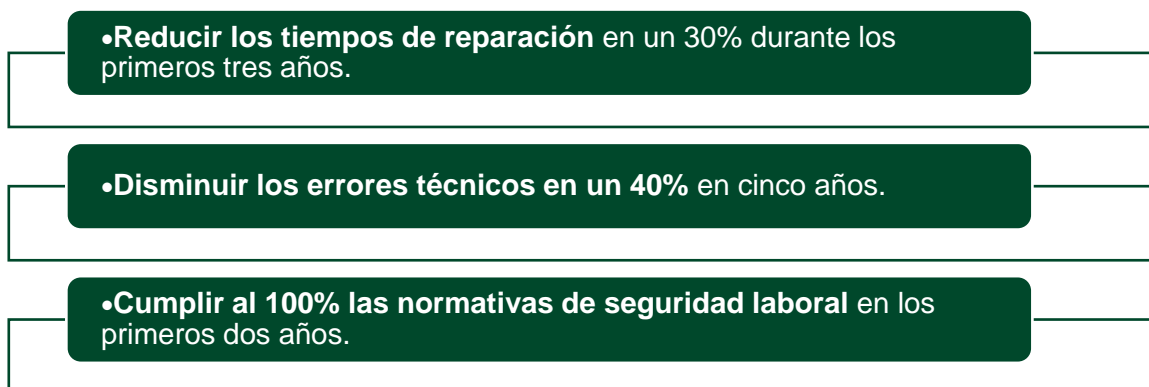 •Reducir los tiempos de reparación en un 30% durante los
primeros tres años.
•Disminuir los errores técnicos en un 40% en cinco años.
•Cumplir al 100% las normativas de seguridad laboral en los
primeros dos años.